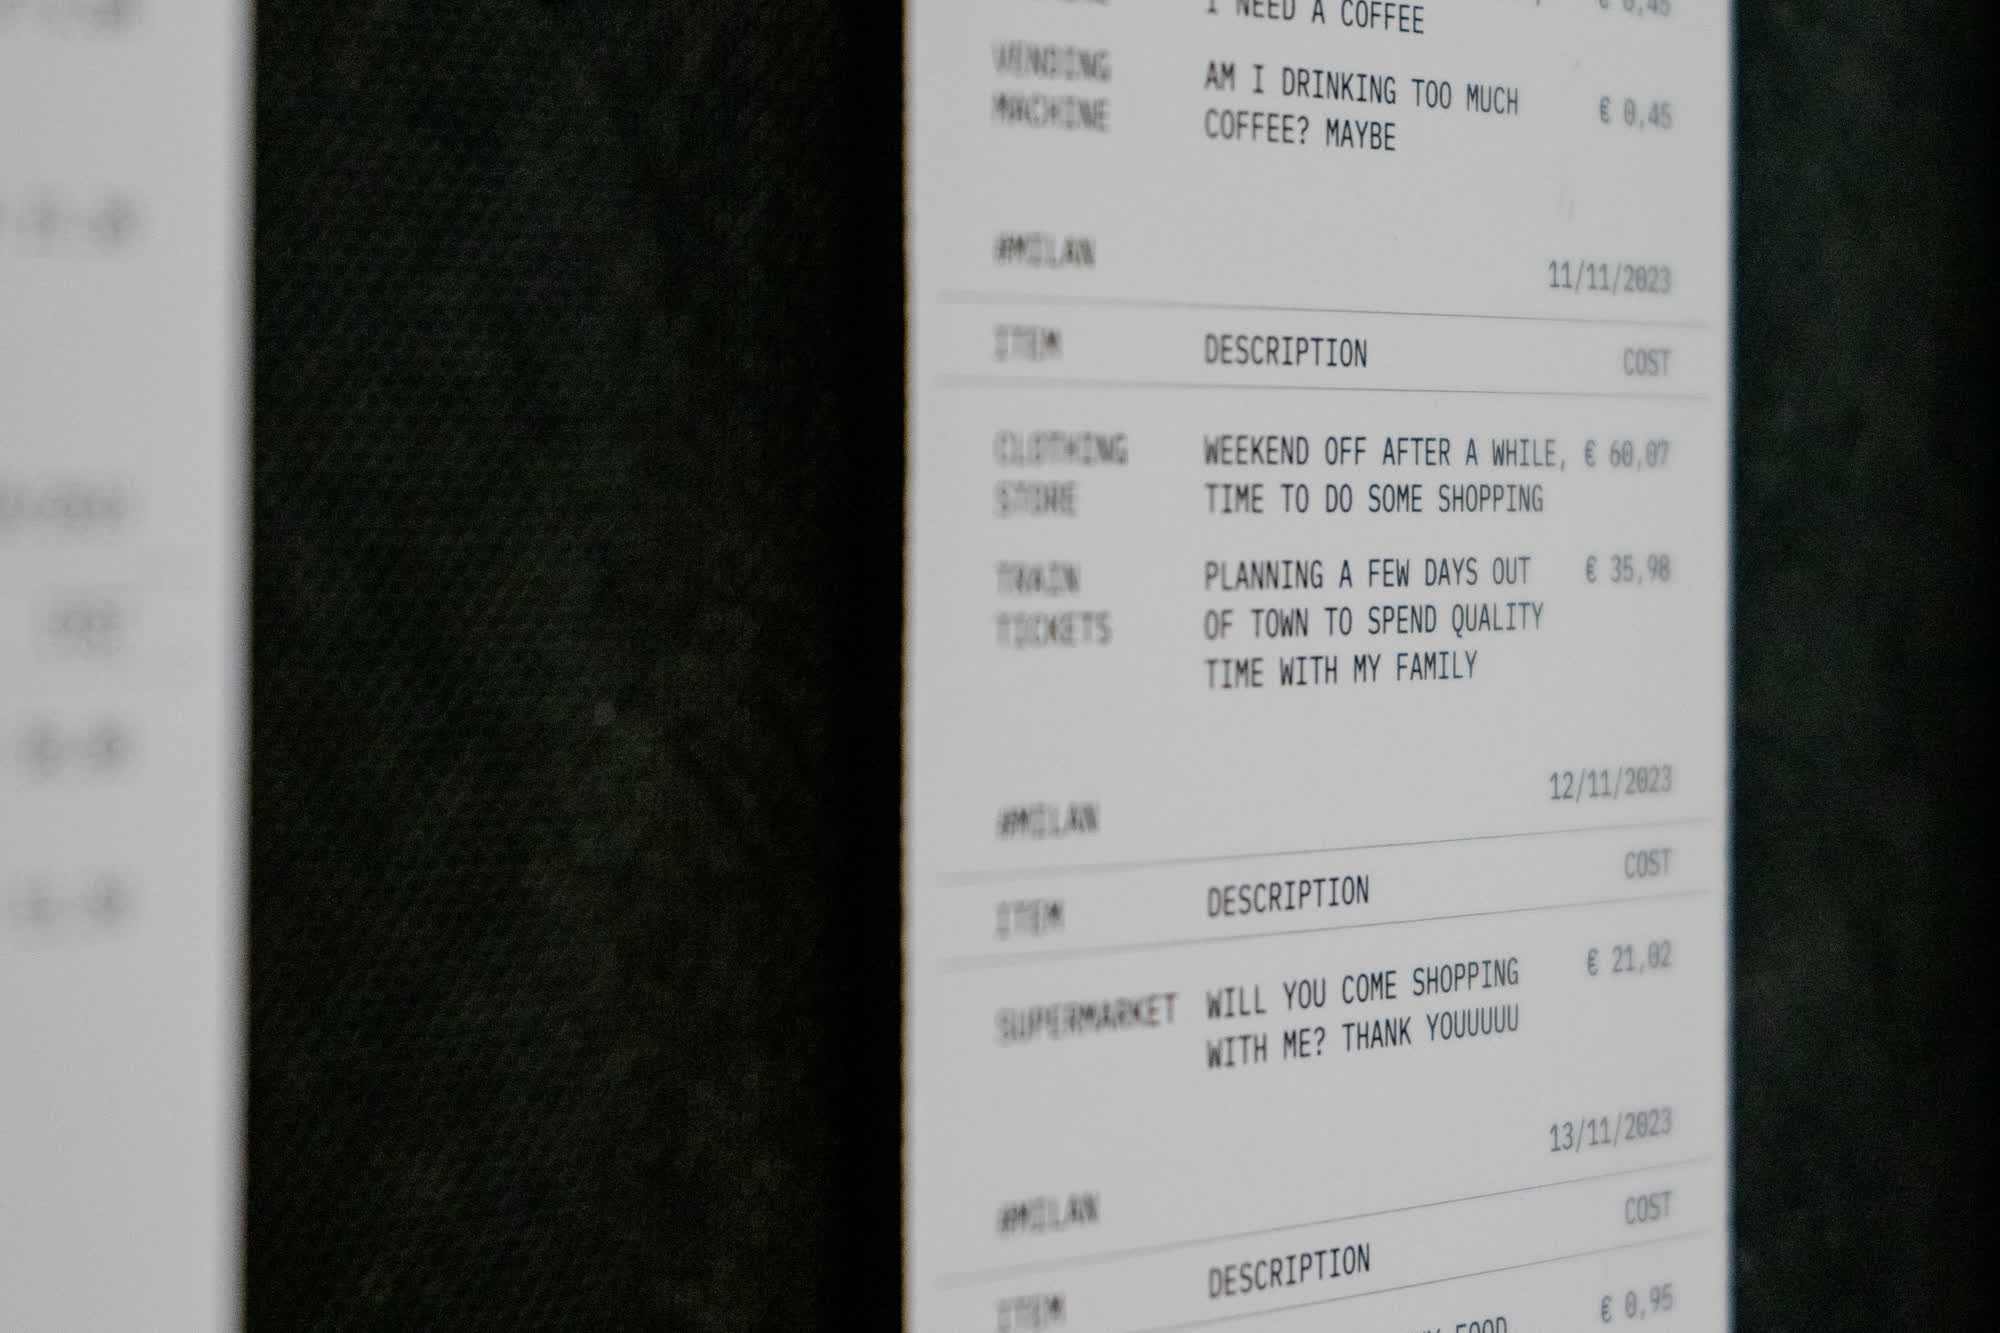 I NEED A COFFEE € 0,45
VENDING AM I DRINKING TOO MUCH € 0,45
MACHINE COFFEE? MAYBE
#MILAN 11/11/2023
ITEM DESCRIPTION COST
CLOTHING WEEKEND OFF AFTER A WHILE, € 60,07
STORE TIME TO DO SOME SHOPPING
TRAIN PLANNING A FEW DAYS OUT € 35,98
TICKETS OF TOWN TO SPEND QUALITY
TIME WITH MY FAMILY
#MILAN 12/11/2023
ITEM DESCRIPTION COST
SUPERMARKET WILL YOU COME SHOPPING € 21,02
WITH ME? THANK YOUUUUU
#MILAN 13/11/2023
ITEM DESCRIPTION COST
€ 0,95
FOOD